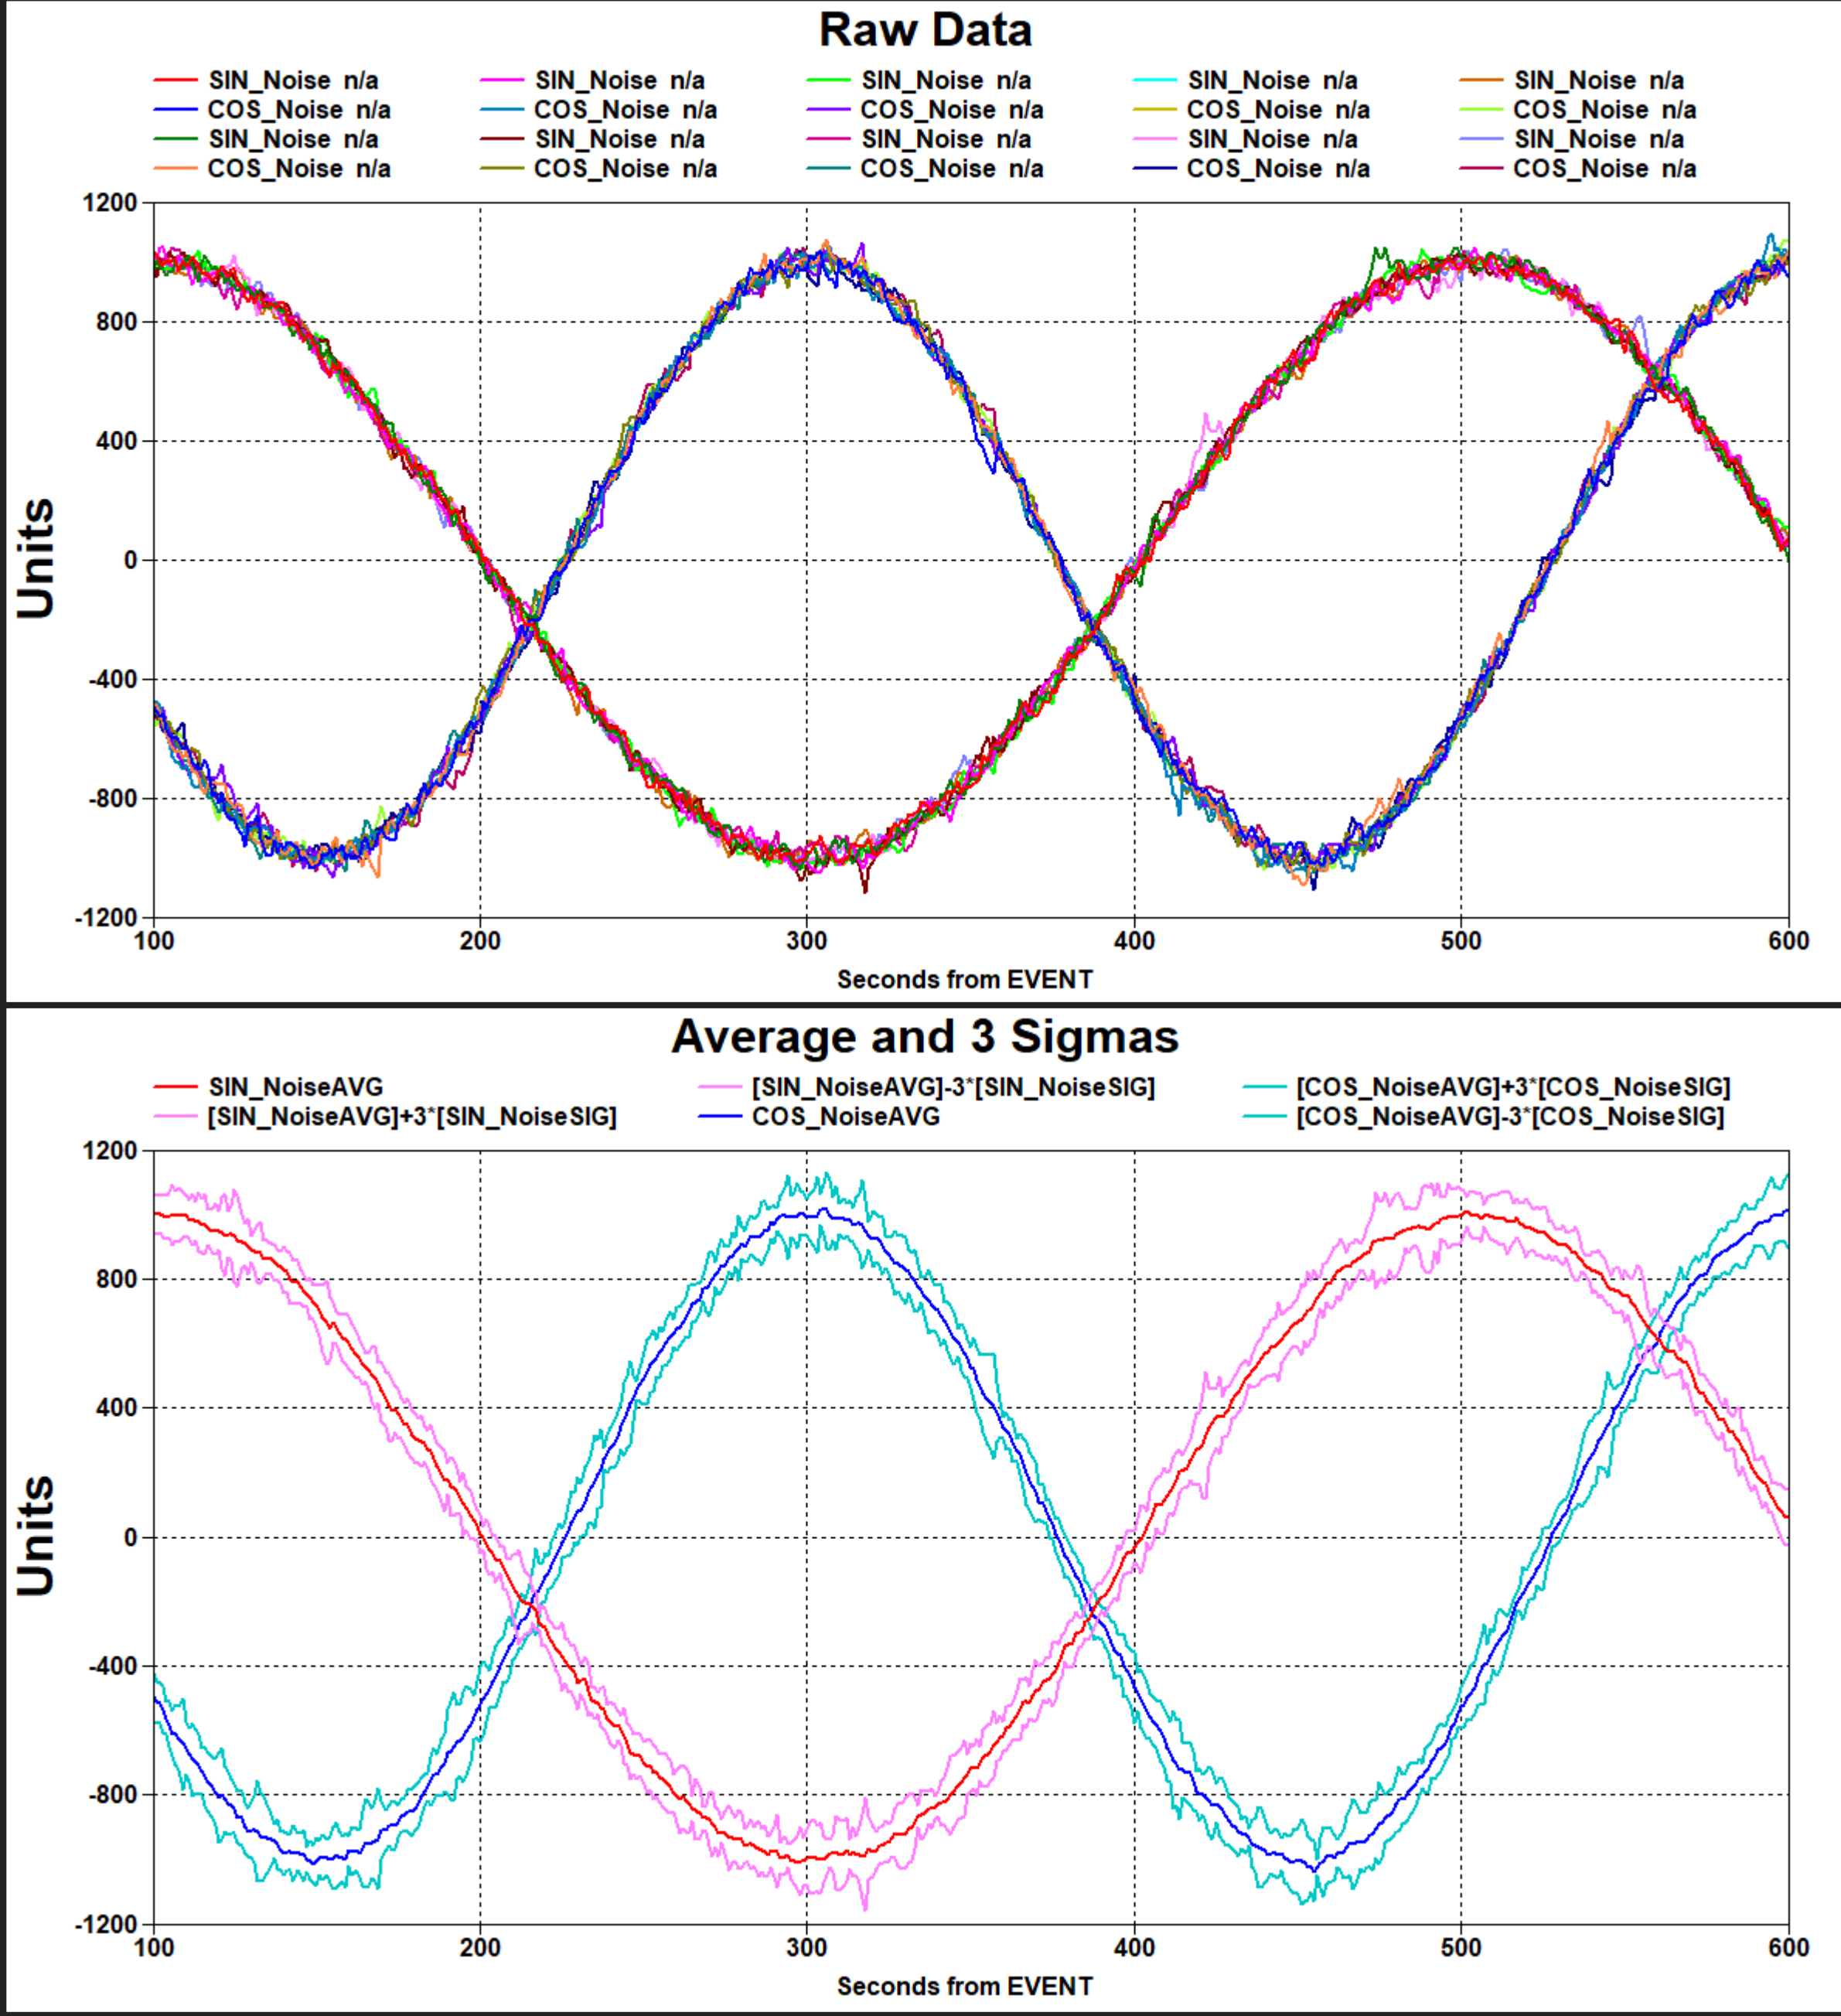 Raw Data
SIN_Noise n/a SIN_Noise n/a SIN_Noise n/a SIN_Noise n/a SIN_Noise n/a
COS_Noise n/a COS_Noise n/a COS_Noise n/a COS_Noise n/a COS_Noise n/a
SIN_Noise n/a SIN_Noise n/a SIN_Noise n/a SIN_Noise n/a SIN_Noise n/a
COS_Noise n/a COS_Noise n/a COS_Noise n/a COS_Noise n/a COS_Noise n/a
1200
800
400
0
-400
-800
-1200
Units
100 200 300 400 500 600
Seconds from EVENT
Average and 3 Sigmas
SIN_NoiseAVG [SIN_NoiseAVG]-3*[SIN_NoiseSIG] [COS_NoiseAVG]+3*[COS_NoiseSIG]
[SIN_NoiseAVG]+3*[SIN_NoiseSIG] COS_NoiseAVG [COS_NoiseAVG]-3*[COS_NoiseSIG]
1200
800
400
0
-400
-800
-1200
Units
100 200 300 400 500 600
Seconds from EVENT